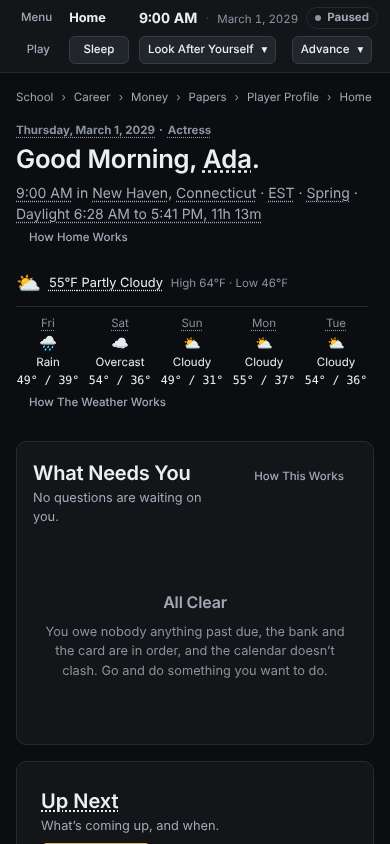 Menu Home 9:00 AM · March 1, 2029 Paused
Play Sleep Look After Yourself ▾ Advance ▾
School › Career › Money › Papers › Player Profile › Home
Thursday, March 1, 2029 · Actress
Good Morning, Ada.
9:00 AM in New Haven, Connecticut · EST · Spring ·
Daylight 6:28 AM to 5:41 PM, 11h 13m
How Home Works
55°F Partly Cloudy High 64°F · Low 46°F
Fri Sat Sun Mon Tue
Rain Overcast Cloudy Cloudy Cloudy
49° / 39° 54° / 36° 49° / 31° 55° / 37° 54° / 36°
How The Weather Works
What Needs You How This Works
No questions are waiting on
you.
All Clear
You owe nobody anything past due, the bank and
the card are in order, and the calendar doesn’t
clash. Go and do something you want to do.
Up Next
What’s coming up, and when.